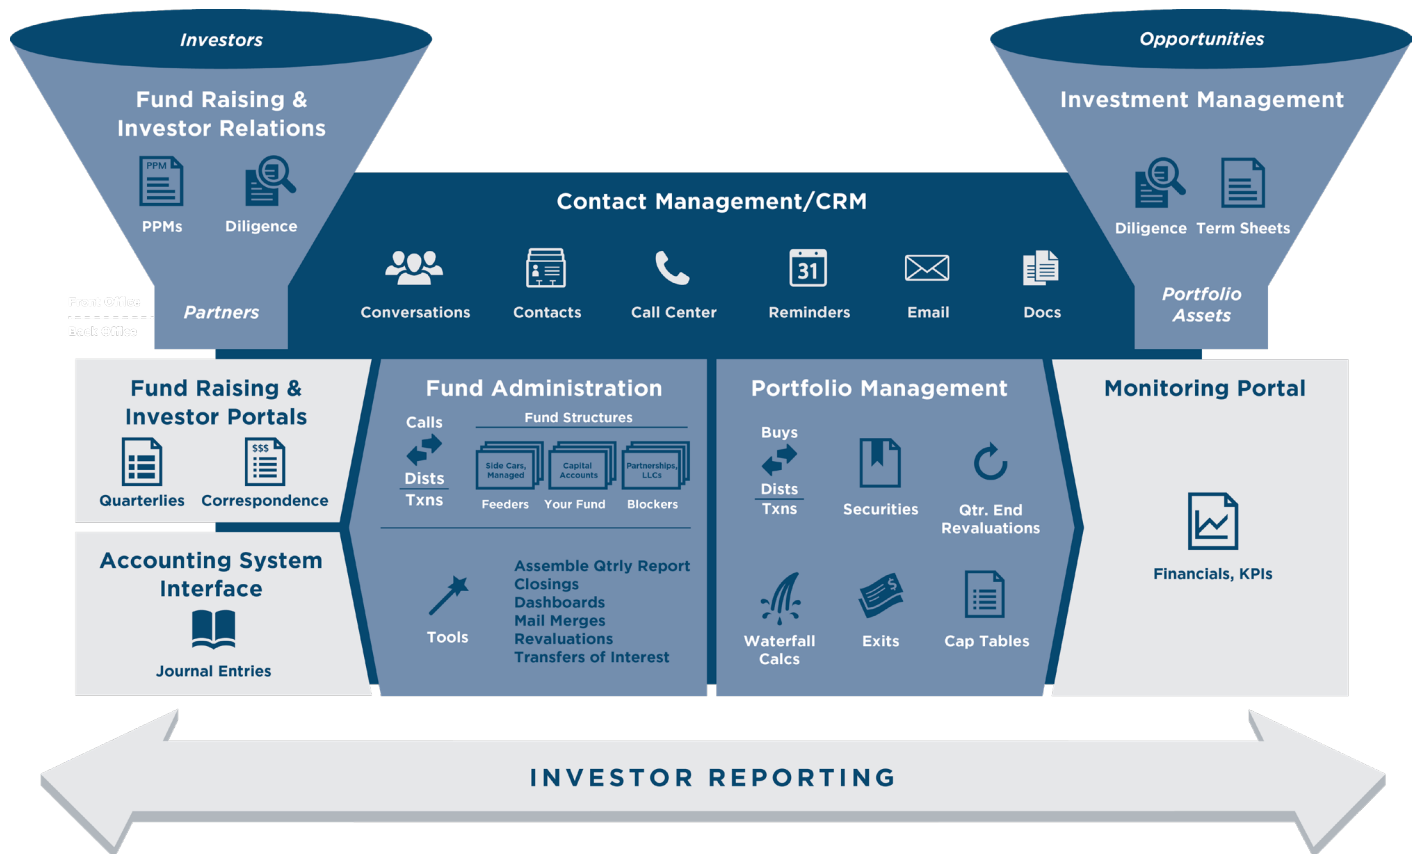 Investors
Fund Raising &
Investor Relations
PPM
PPMs
Diligence
Partners
Opportunities
Investment Management
Diligence
Term Sheets
Portfolio
Assets
Contact Management/CRM
31
Conversations
Contacts
Call Center
Reminders
Email
Docs
Front Office
Back Office
Fund Raising &
Investor Portals
$$$
Quarterlies
Correspondence
Accounting System
Interface
Journal Entries
Fund Administration
Calls
Dists
Txns
Fund Structures
Side Cars,
Managed
Capital
Accounts
Partnerships,
LLCs
Feeders
Your Fund
Blockers
Tools
Assemble Qtrly Report
Closings
Dashboards
Mail Merges
Revaluations
Transfers of Interest
Portfolio Management
Buys
Dists
Txns
Securities
Qtr. End
Revaluations
Waterfall
Calcs
$
Exits
Cap Tables
Monitoring Portal
Financials, KPIs
INVESTOR REPORTING